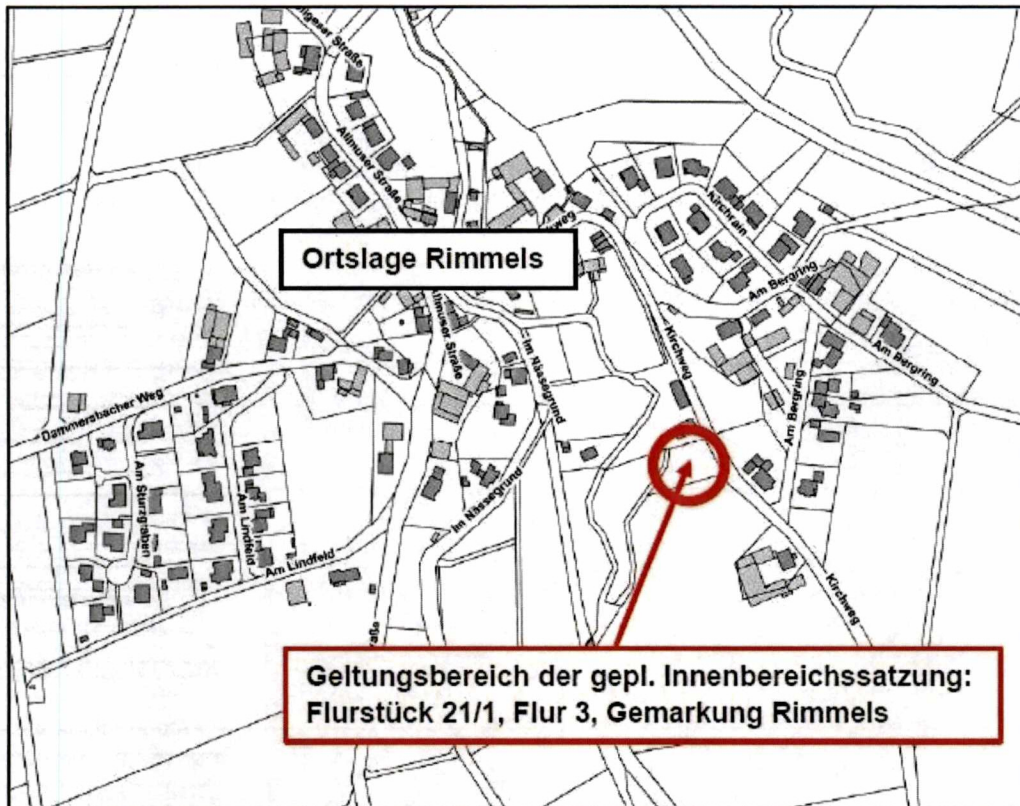 Allmuser Straße
Kirchrain
Ortslage Rimmels
Am Bergring
Allmuser Straße
Im Nässegrund
Kirchweg
Am Bergring
Dammersbacher Weg
Am Bergring
Am Sturzgraben
Am Lindfeld
Im Nässegrund
Am Lindfeld
Kirchweg
Geltungsbereich der gepl. Innenbereichssatzung:
Flurstück 21/1, Flur 3, Gemarkung Rimmels